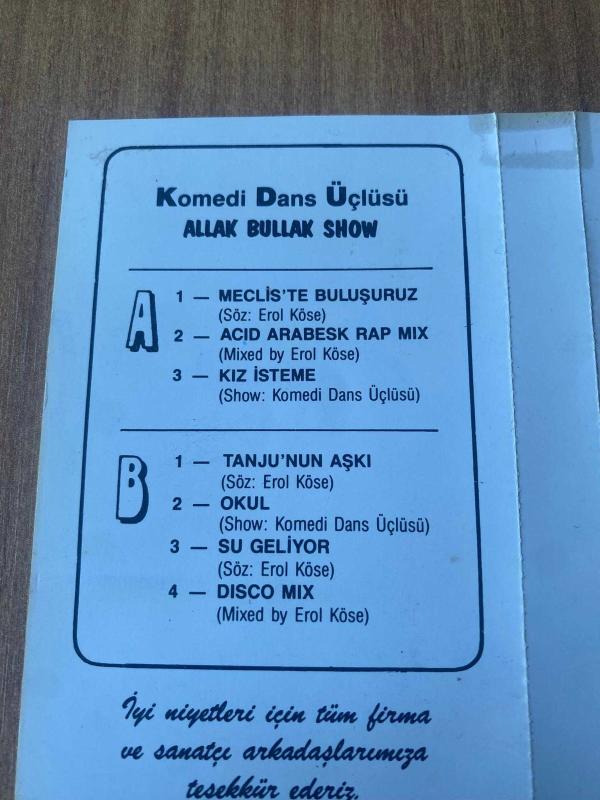 Komedi Dans Üçlüsü
ALLAK BULLAK SHOW
A
1 — MECLİS'TE BULUŞURUZ
(Söz: Erol Köse)
2 — ACID ARABESK RAP MIX
(Mixed by Erol Köse)
3 — KIZ İSTEME
(Show: Komedi Dans Üçlüsü)
B
1 — TANJU'NUN AŞKI
(Söz: Erol Köse)
2 — OKUL
(Show: Komedi Dans Üçlüsü)
3 — SU GELİYOR
(Söz: Erol Köse)
4 — DISCO MIX
(Mixed by Erol Köse)
İyi niyetleri için tüm firma
ve sanatçı arkadaşlarımıza
teşekkür ederiz.